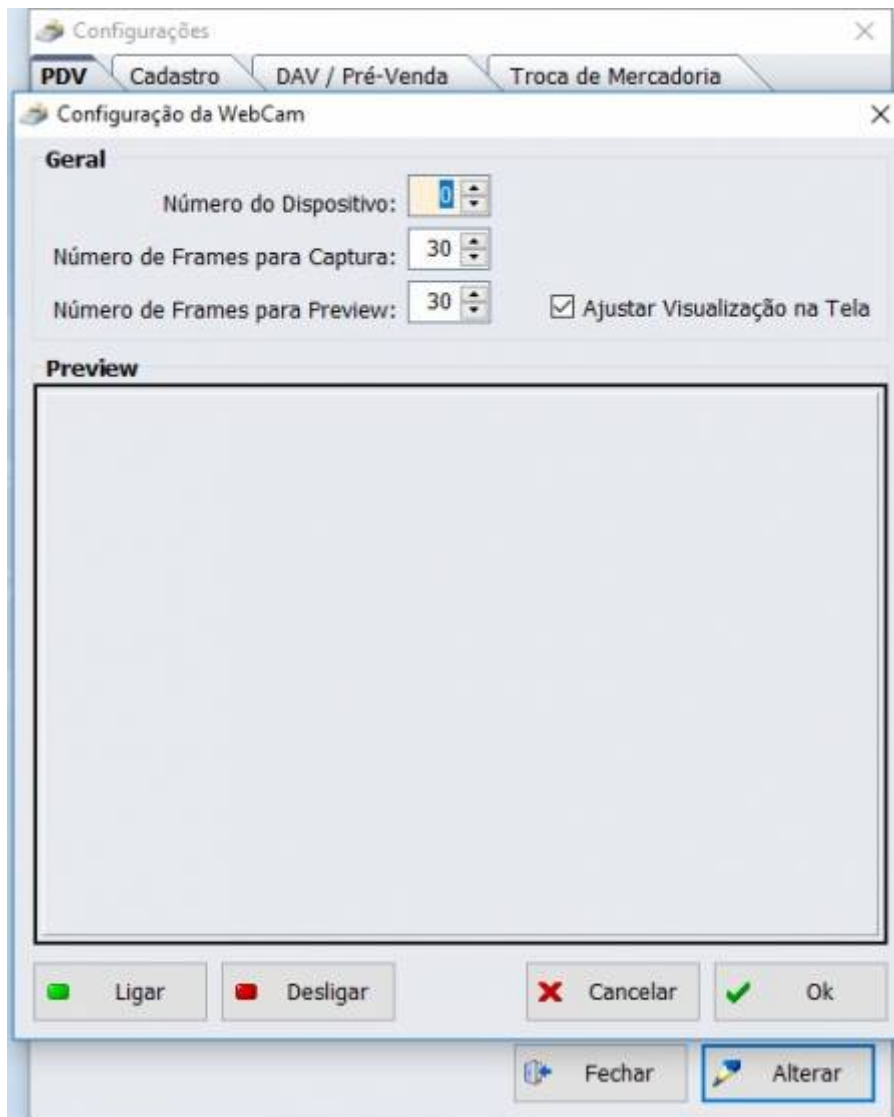 Configurações
PDV Cadastro DAV / Pré-Venda Troca de Mercadoria
Configuração da WebCam
Geral
Número do Dispositivo: 0
Número de Frames para Captura: 30
Número de Frames para Preview: 30 Ajustar Visualização na Tela
Preview
Ligar Desligar Cancelar Ok
Fechar Alterar